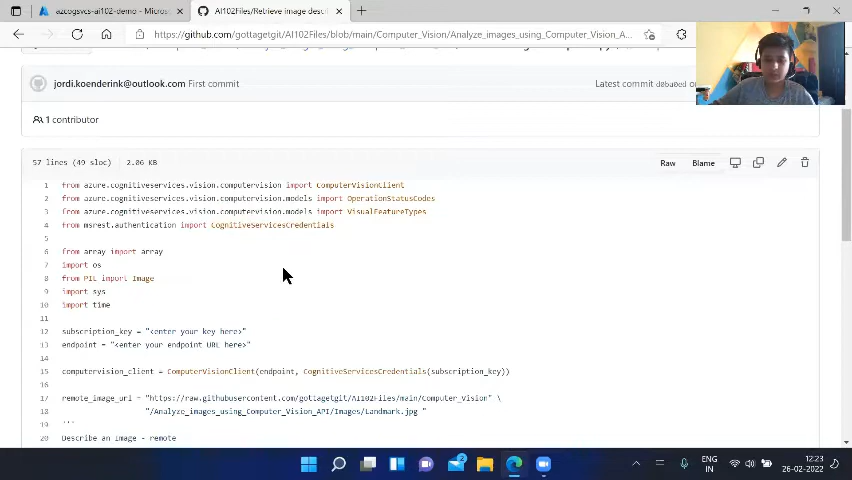 azcogsvcs-ai102-demo - Micros
AI102Files/Retrieve image descri
https://github.com/gottagetgit/AI102Files/blob/main/Computer_Vision/Analyze_images_using_Computer_Vision_A...
jordi.koenderink@outlook.com First commit
Latest commit d0ba0ed
1 contributor
57 lines (49 sloc) 2.06 KB
Raw Blame
1 from azure.cognitiveservices.vision.computervision import ComputerVisionClient
2 from azure.cognitiveservices.vision.computervision.models import OperationStatusCodes
3 from azure.cognitiveservices.vision.computervision.models import VisualFeatureTypes
4 from msrest.authentication import CognitiveServicesCredentials
5
6 from array import array
7 import os
8 from PIL import Image
9 import sys
10 import time
11
12 subscription_key = "<enter your key here>"
13 endpoint = "<enter your endpoint URL here>"
14
15 computervision_client = ComputerVisionClient(endpoint, CognitiveServicesCredentials(subscription_key))
16
17 remote_image_url = "https://raw.githubusercontent.com/gottagetgit/AI102Files/main/Computer_Vision" \
18 "/Analyze_images_using_Computer_Vision_API/Images/Landmark.jpg "
19 '''
20 Describe an Image - remote
2
ENG
IN
12:23
26-02-2022